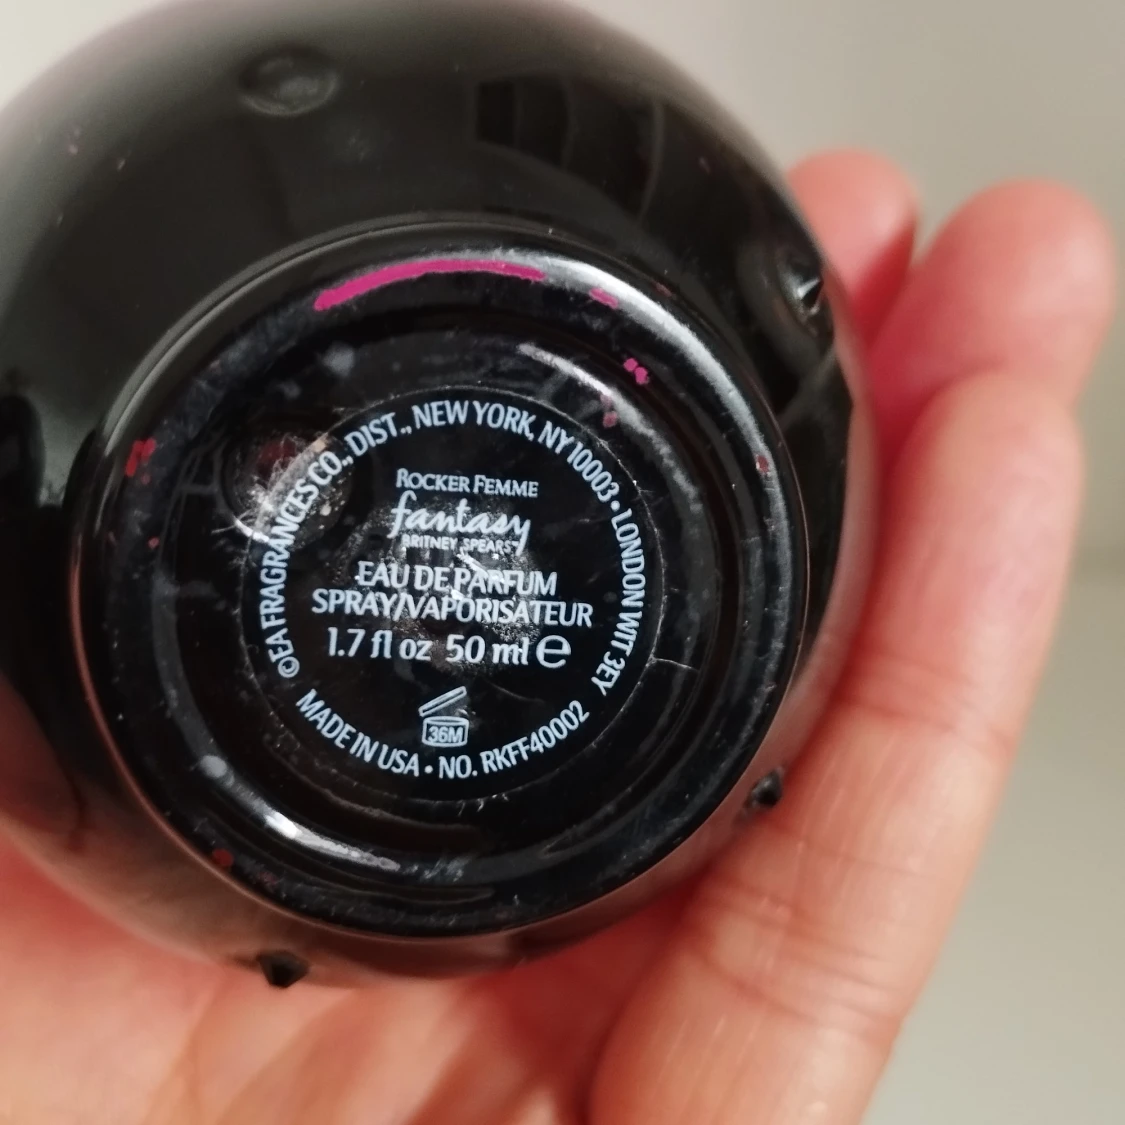 ©EA FRAGRANCES CO., DIST., NEW YORK, NY 10003 • LONDON W1T 3EY
ROCKER FEMME
fantasy
BRITNEY SPEARS™
EAU DE PARFUM
SPRAY/VAPORISATEUR
1.7 fl oz 50 ml ℮
36M
MADE IN USA • NO. RKFF40002